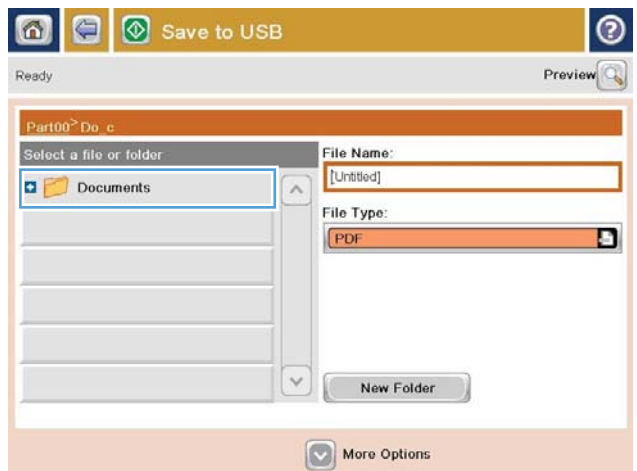 Save to USB
Ready
Preview
Part00>Do_c
Select a file or folder
Documents
File Name:
[Untitled]
File Type:
PDF
New Folder
More Options